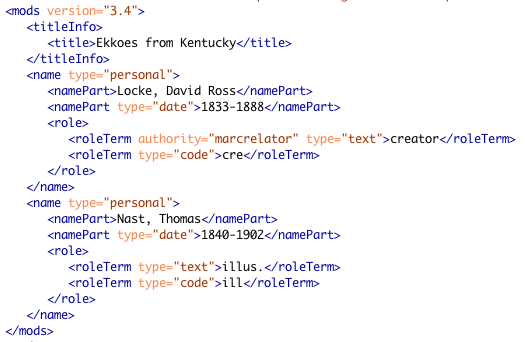 <mods version="3.4">
<titleInfo>
<title>Ekkoes from Kentucky</title>
</titleInfo>
<name type="personal">
<namePart>Locke, David Ross</namePart>
<namePart type="date">1833-1888</namePart>
<role>
<roleTerm authority="marcrelator" type="text">creator</roleTerm>
<roleTerm type="code">cre</roleTerm>
</role>
</name>
<name type="personal">
<namePart>Nast, Thomas</namePart>
<namePart type="date">1840-1902</namePart>
<role>
<roleTerm type="text">illus.</roleTerm>
<roleTerm type="code">ill</roleTerm>
</role>
</name>
</mods>